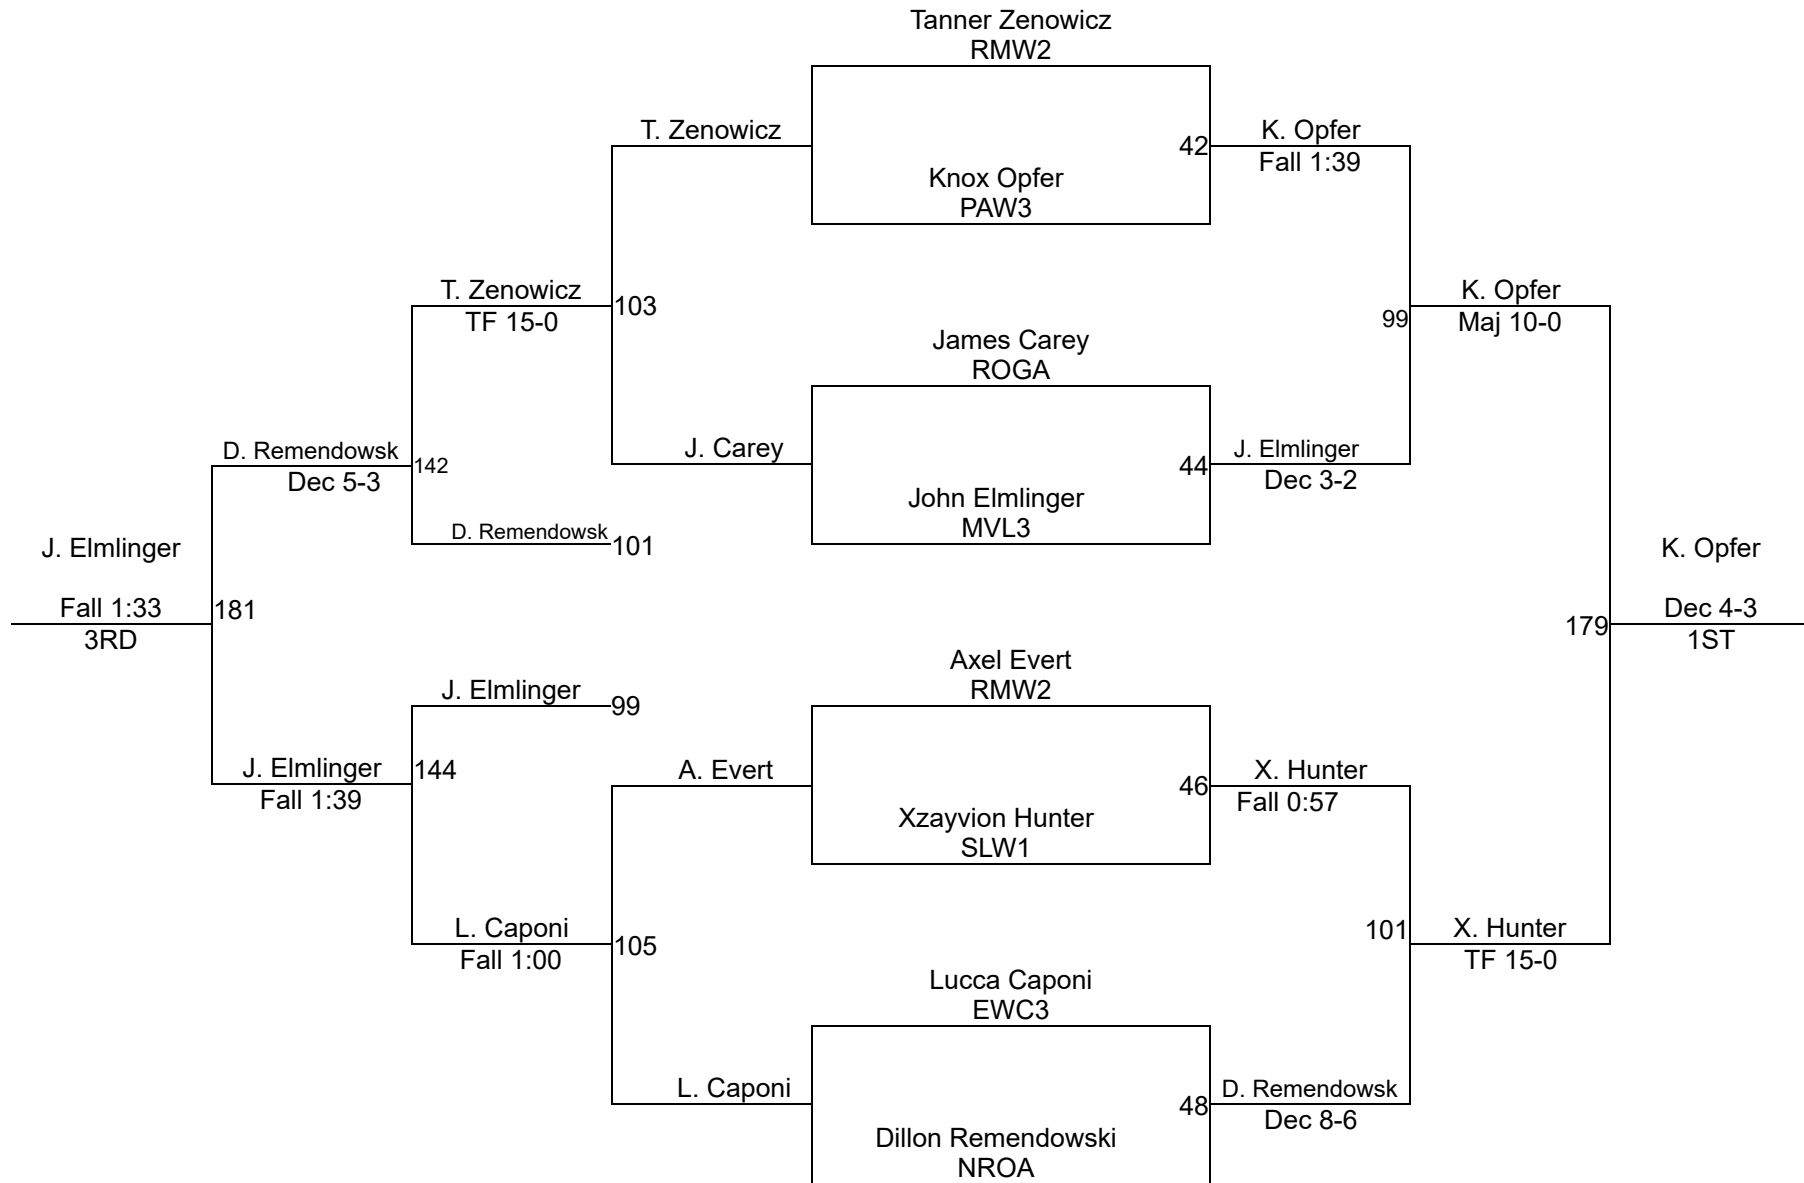 Tanner Zenowicz
RMW2
T. Zenowicz
42
K. Opfer
Fall 1:39
Knox Opfer
PAW3
T. Zenowicz
TF 15-0
103
K. Opfer
Maj 10-0
99
James Carey
ROGA
J. Carey
44
J. Elmlinger
Dec 3-2
D. Remendowsk
Dec 5-3
142
John Elmlinger
MVL3
D. Remendowsk
101
J. Elmlinger
Fall 1:33
3RD
181
K. Opfer
Dec 4-3
1ST
179
Axel Evert
RMW2
J. Elmlinger
99
A. Evert
46
X. Hunter
Fall 0:57
J. Elmlinger
Fall 1:39
144
Xzayvion Hunter
SLW1
L. Caponi
Fall 1:00
105
101
X. Hunter
TF 15-0
Lucca Caponi
EWC3
L. Caponi
48
D. Remendowsk
Dec 8-6
Dillon Remendowski
NROA